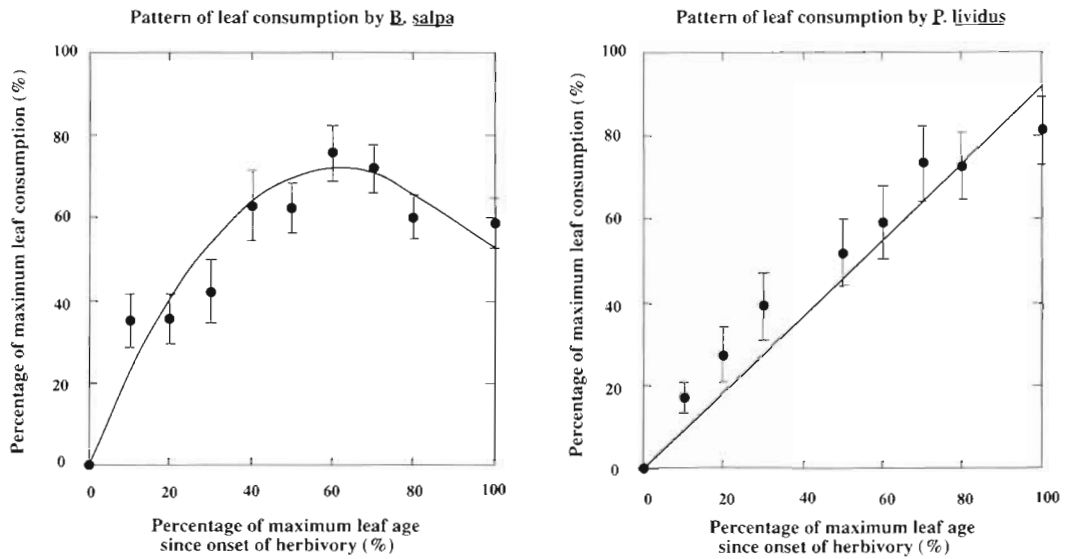 Pattern of leaf consumption by B. salpa
Percentage of maximum leaf consumption (%)
100
80
60
40
20
0
0 20 40 60 80 100
Percentage of maximum leaf age
since onset of herbivory (%)
Pattern of leaf consumption by P. lividus
Percentage of maximum leaf consumption (%)
100
80
60
40
20
0
0 20 40 60 80 100
Percentage of maximum leaf age
since onset of herbivory (%)